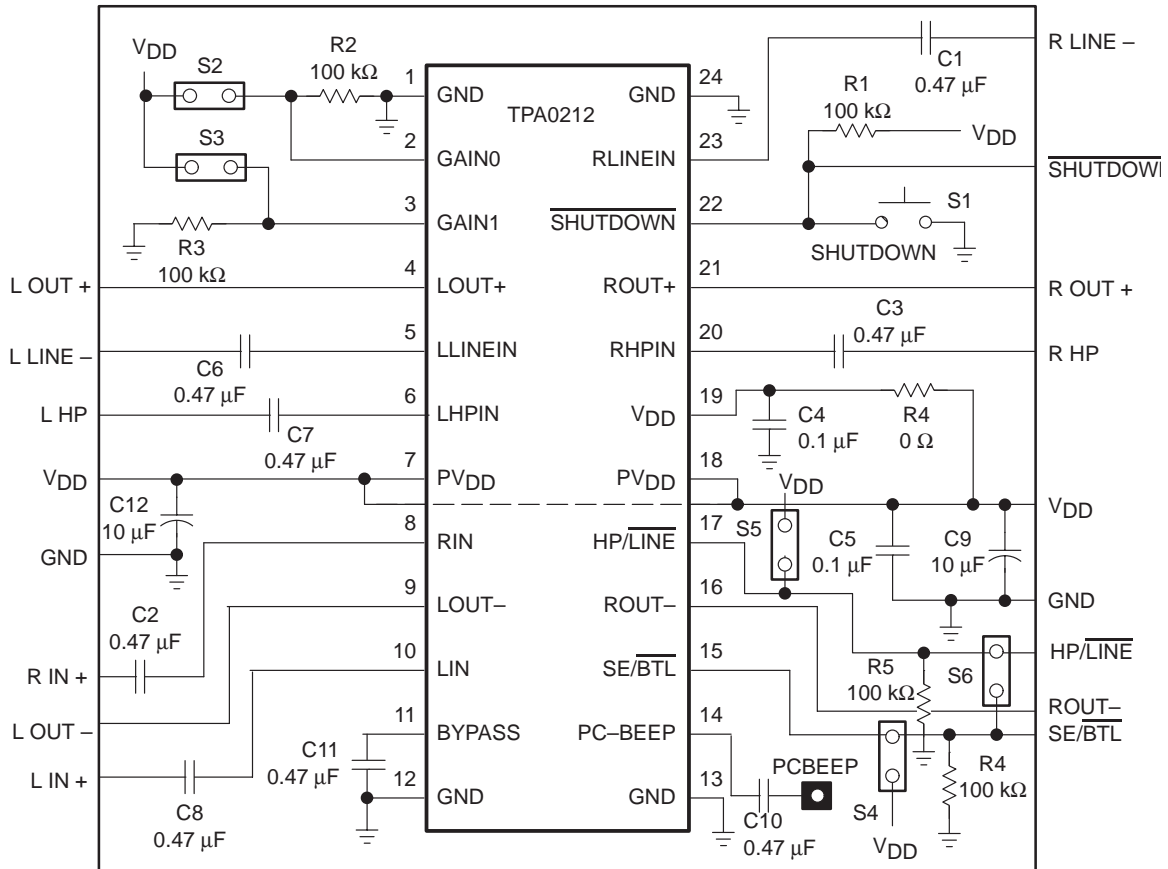 R LINE –
C1
0.47 µF
VDD
S2
R2
100 kΩ
1
GND
24
GND
TPA0212
R1
100 kΩ
VDD
2
GAIN0
23
RLINEIN
S3
SHUTDOW
3
GAIN1
22
SHUTDOWN
S1
SHUTDOWN
R3
100 kΩ
L OUT +
4
LOUT+
21
ROUT+
R OUT +
C3
0.47 µF
L LINE –
5
LLINEIN
20
RHPIN
R HP
C6
0.47 µF
L HP
6
LHPIN
19
VDD
C4
0.1 µF
R4
0 Ω
C7
0.47 µF
VDD
7
PVDD
18
PVDD
VDD
VDD
C12
10 µF
GND
8
RIN
17
HP/LINE
S5
C5
0.1 µF
C9
10 µF
GND
9
LOUT–
16
ROUT–
C2
0.47 µF
R IN +
10
LIN
15
SE/BTL
R5
100 kΩ
S6
HP/LINE
ROUT–
SE/BTL
L OUT –
11
BYPASS
14
PC–BEEP
C11
0.47 µF
PCBEEP
S4
R4
100 kΩ
L IN +
C8
0.47 µF
12
GND
13
GND
C10
0.47 µF
VDD